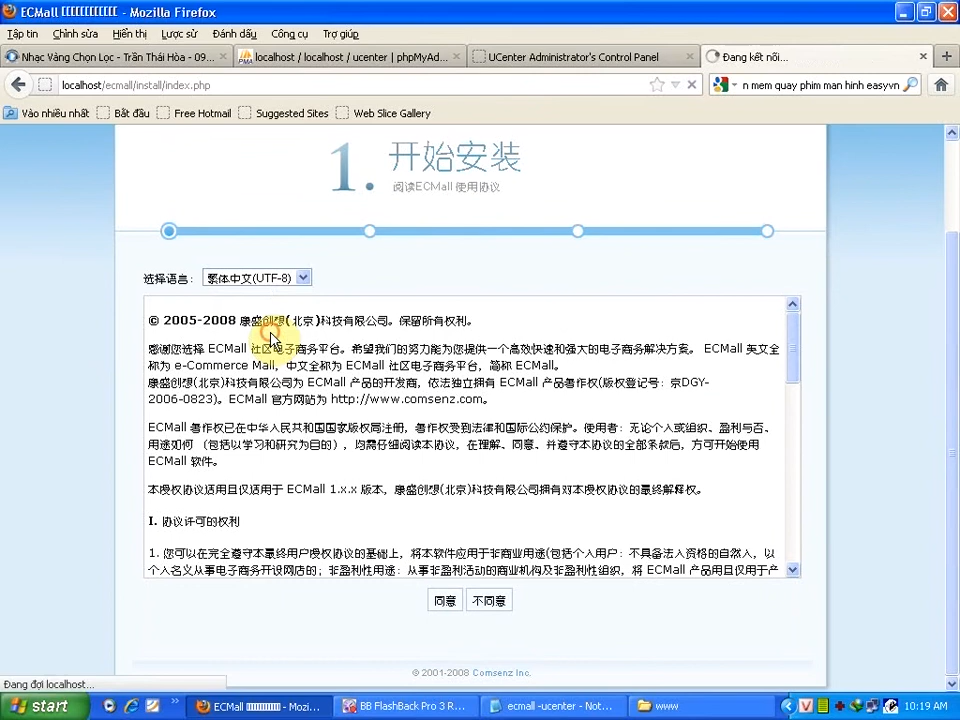 ECMall - Mozilla Firefox
Tập tin Chỉnh sửa Hiển thị Lược sử Đánh dấu Công cụ Trợ giúp
Nhạc Vàng Chọn Lọc - Trần Thái Hòa - 09...
localhost / localhost / ucenter | phpMyAd...
UCenter Administrator's Control Panel
Đang kết nối...
localhost/ecmall/install/index.php
n mem quay phim man hinh easyvn
Vào nhiều nhất Bắt đầu Free Hotmail Suggested Sites Web Slice Gallery
1. 开始安装
阅读ECMall 使用协议
选择语言: 繁体中文(UTF-8)
© 2005-2008 康盛创想(北京)科技有限公司。保留所有权利。
感谢您选择 ECMall 社区电子商务平台。希望我们的努力能为您提供一个高效快速和强大的电子商务解决方案。 ECMall 英文全
称为 e-Commerce Mall，中文全称为 ECMall 社区电子商务平台，简称 ECMall。
康盛创想(北京)科技有限公司为 ECMall 产品的开发商，依法独立拥有 ECMall 产品著作权(版权登记号：京DGY-
2006-0823)。ECMall 官方网站为 http://www.comsenz.com。
ECMall 著作权已在中华人民共和国国家版权局注册，著作权受到法律和国际公约保护。使用者：无论个人或组织、盈利与否、
用途如何 （包括以学习和研究为目的），均需仔细阅读本协议，在理解、同意、并遵守本协议的全部条款后，方可开始使用
ECMall 软件。
本授权协议适用且仅适用于 ECMall 1.x.x 版本，康盛创想(北京)科技有限公司拥有对本授权协议的最终解释权。
I. 协议许可的权利
1. 您可以在完全遵守本最终用户授权协议的基础上，将本软件应用于非商业用途(包括个人用户：不具备法人资格的自然人，以
个人名义从事电子商务开设网店的；非盈利性用途：从事非盈利活动的商业机构及非盈利性组织，将 ECMall 产品用且仅用于产
同意 不同意
© 2001-2008 Comsenz Inc.
Đang đợi localhost...
start
ECMall - Mozi...
BB FlashBack Pro 3 R...
ecmall -ucenter - Not...
www
10:19 AM